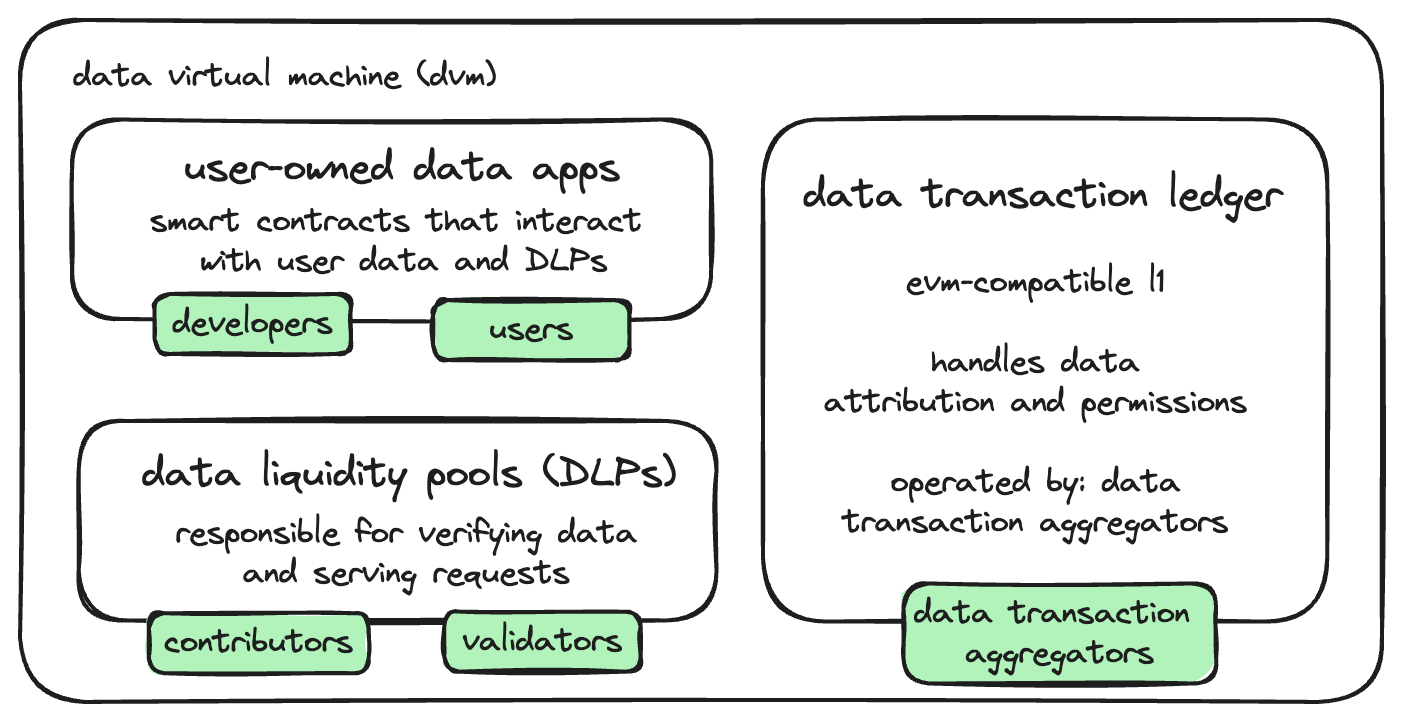 data virtual machine (dvm)
user-owned data apps
smart contracts that interact
with user data and DLPs
developers
users
data liquidity pools (DLPs)
responsible for verifying data
and serving requests
contributors
validators
data transaction ledger
evm-compatible l1
handles data
attribution and permissions
operated by: data
transaction aggregators
data transaction
aggregators